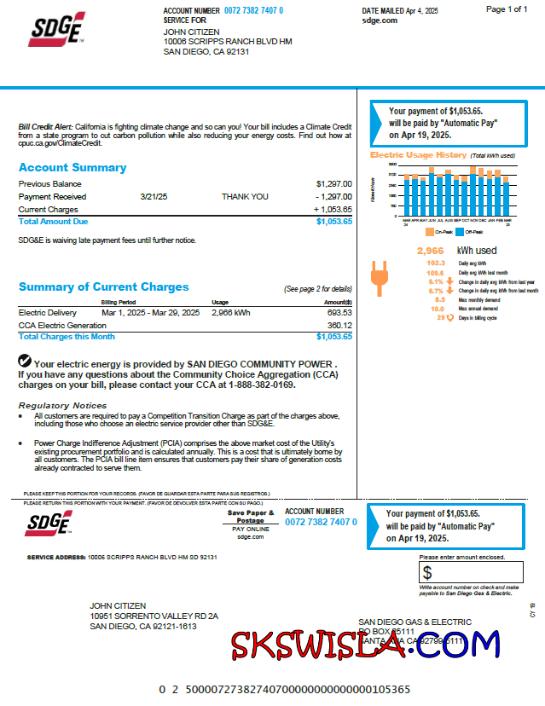 SDGE
ACCOUNT NUMBER 0072 7382 7407 0
SERVICE FOR
JOHN CITIZEN
10006 SCRIPPS RANCH BLVD HM
SAN DIEGO, CA 92131
DATE MAILED Apr 4, 2025
sdge.com
Page 1 of 1
Bill Credit Alert: California is fighting climate change and so can you! Your bill includes a Climate Credit
from a state program to cut carbon pollution while also reducing your energy costs. Find out how at
cpuc.ca.gov/ClimateCredit.
Your payment of $1,053.65.
will be paid by "Automatic Pay"
on Apr 19, 2025.
Account Summary
Previous Balance $1,297.00
Payment Received 3/21/25 THANK YOU - 1,297.00
Current Charges + 1,053.65
Total Amount Due $1,053.65
SDG&E is waiving late payment fees until further notice.
Electric Usage History (Total kWh used)
On-Peak Off-Peak
2,966 kWh used
102.3 Daily avg kWh
Daily avg kWh last month
Change in daily avg kWh from last year
Change in daily avg kWh from last month
Max monthly demand
Max annual demand
29 Days in billing cycle
Summary of Current Charges (See page 2 for details)
Billing Period Usage Amount($)
Electric Delivery Mar 1, 2025 - Mar 29, 2025 2,966 kWh 693.53
CCA Electric Generation 360.12
Total Charges this Month $1,053.65
Your electric energy is provided by SAN DIEGO COMMUNITY POWER .
If you have any questions about the Community Choice Aggregation (CCA)
charges on your bill, please contact your CCA at 1-888-382-0169.
Regulatory Notices
• All customers are required to pay a Competition Transition Charge as part of the charges above,
including those who choose an electric service provider other than SDG&E.
• Power Charge Indifference Adjustment (PCIA) comprises the above market cost of the Utility's
existing procurement portfolio and is calculated annually. This is a cost that is ultimately borne by
all customers. The PCIA bill line item ensures that customers pay their share of generation costs
already contracted to serve them.
PLEASE KEEP THIS PORTION FOR YOUR RECORDS. (FAVOR DE GUARDAR ESTA PARTE PARA SUS REGISTROS.)
PLEASE RETURN THIS PORTION WITH YOUR PAYMENT. (FAVOR DE DEVOLVER ESTA PARTE CON SU PAGO.)
SDGE
Save Paper &
Postage
PAY ONLINE
sdge.com
ACCOUNT NUMBER
0072 7382 7407 0
Your payment of $1,053.65.
will be paid by "Automatic Pay"
on Apr 19, 2025.
SERVICE ADDRESS: 10006 SCRIPPS RANCH BLVD HM SD 92131
Please enter amount enclosed.
$
Write account number on check and make
payable to San Diego Gas & Electric.
JOHN CITIZEN
10951 SORRENTO VALLEY RD 2A
SAN DIEGO, CA 92121-1613
SAN DIEGO GAS & ELECTRIC
PO BOX 25111
SANTA ANA CA 92799
SKSWISLA.COM
0 2 500007273827407000000000000000105365